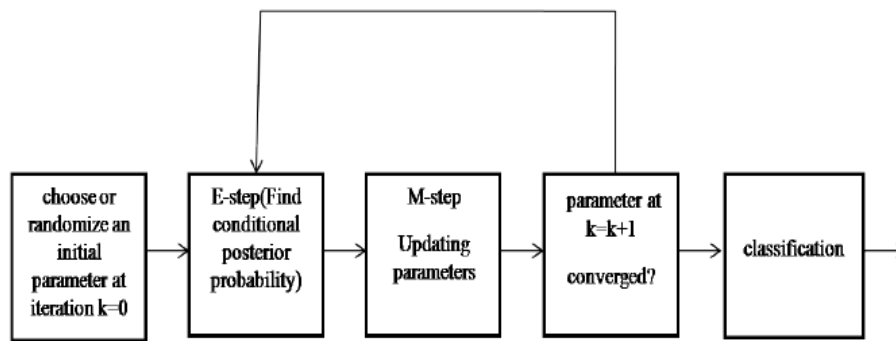 choose or
randomize an
initial
parameter at
iteration k=0
E-step(Find
conditional
posterior
probability)
M-step
Updating
parameters
parameter at
k=k+1
converged?
classification